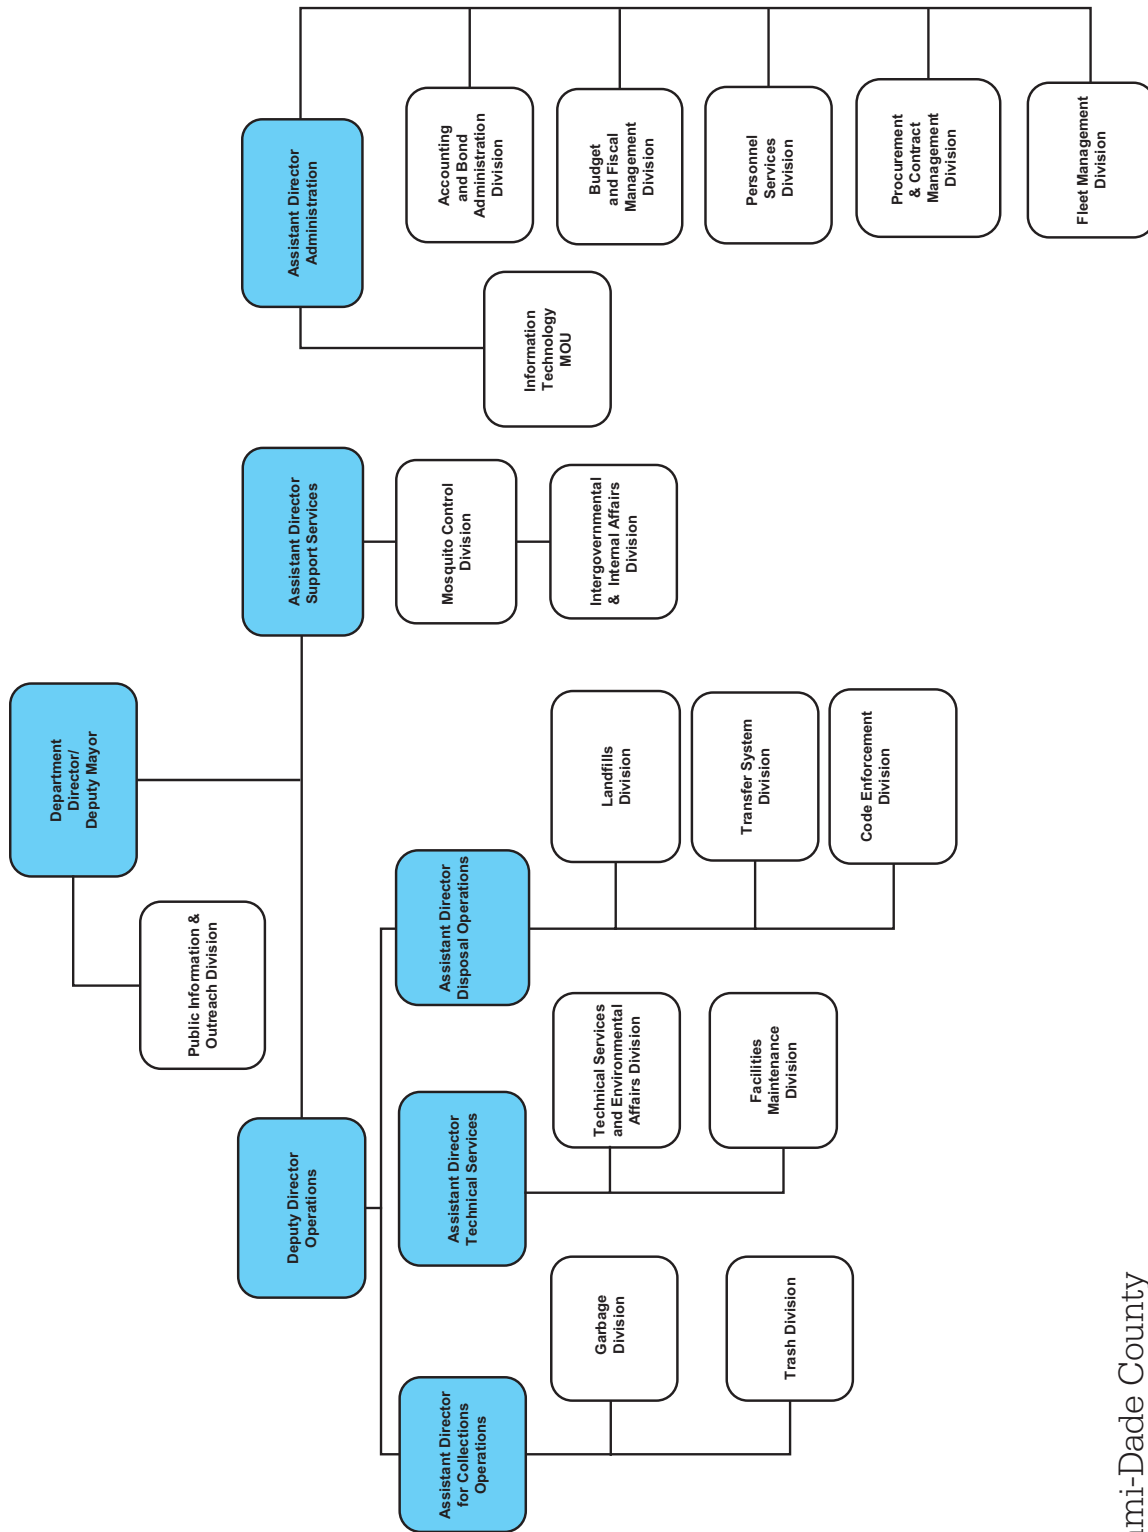 Department
Director/
Deputy Mayor
Public Information &
Outreach Division
Deputy Director
Operations
Assistant Director
Support Services
Assistant Director
Administration
Assistant Director
for Collections
Operations
Garbage
Division
Trash Division
Assistant Director
Technical Services
Technical Services
and Environmental
Affairs Division
Facilities
Maintenance
Division
Assistant Director
Disposal Operations
Landfills
Division
Transfer System
Division
Code Enforcement
Division
Mosquito Control
Division
Intergovernmental
& Internal Affairs
Division
Information
Technology
MOU
Accounting
and Bond
Administration
Division
Budget
and Fiscal
Management
Division
Personnel
Services
Division
Procurement
& Contract
Management
Division
Fleet Management
Division
mi-Dade County